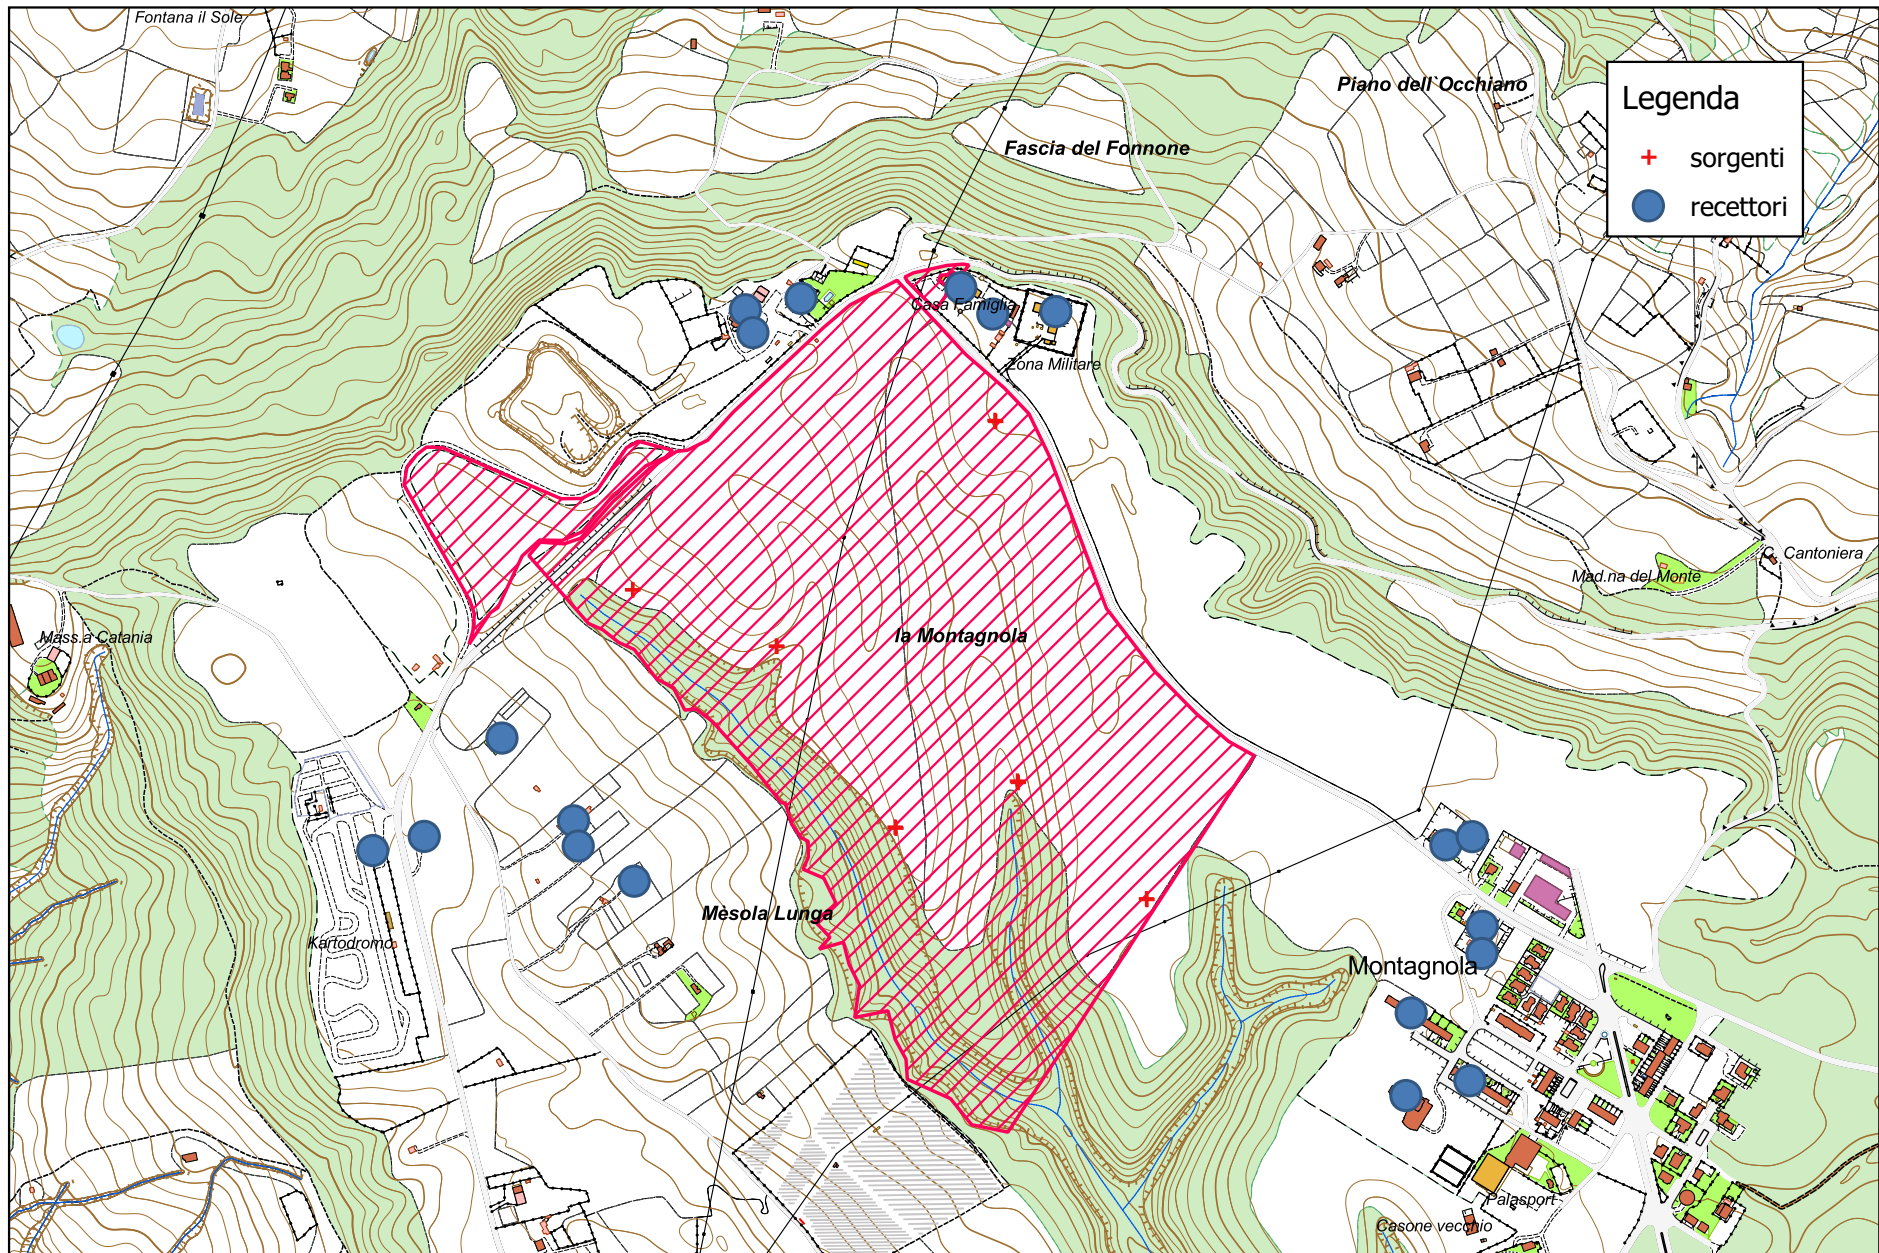 Fontana il Sole
Piano dell`Occhiano
Legenda
sorgenti
recettori
Fascia del Fonnone
Casa Famiglia
Zona Militare
C. Cantoniera
Mad.na del Monte
Mass.a Catania
la Montagnola
Mèsola Lunga
Kartodromo
Montagnola
Palasport
Casone vecchio